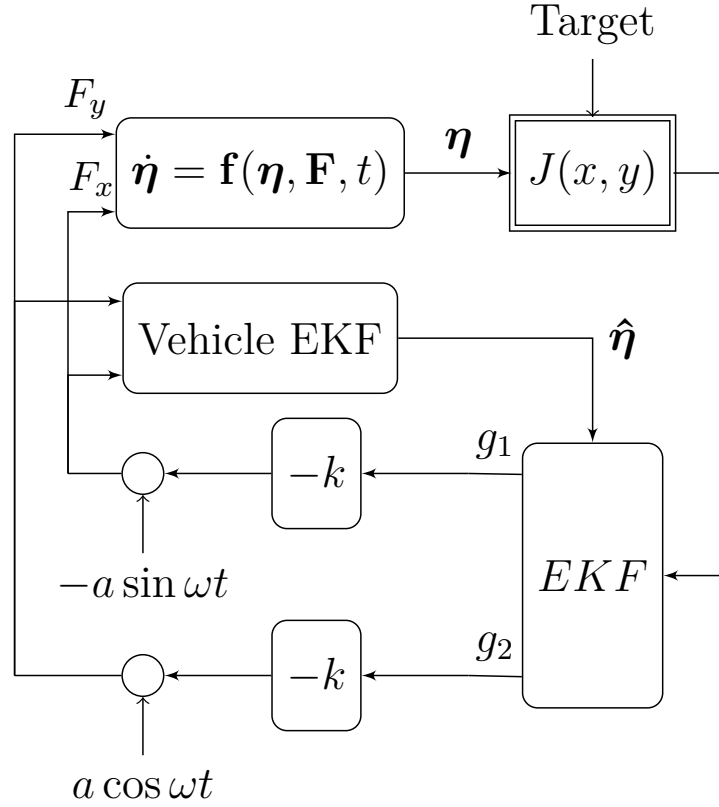 Target
F_y
η̇ = f(η, F, t)
η
J(x, y)
F_x
Vehicle EKF
η̂
g_1
−k
EKF
−a sin ωt
g_2
−k
a cos ωt